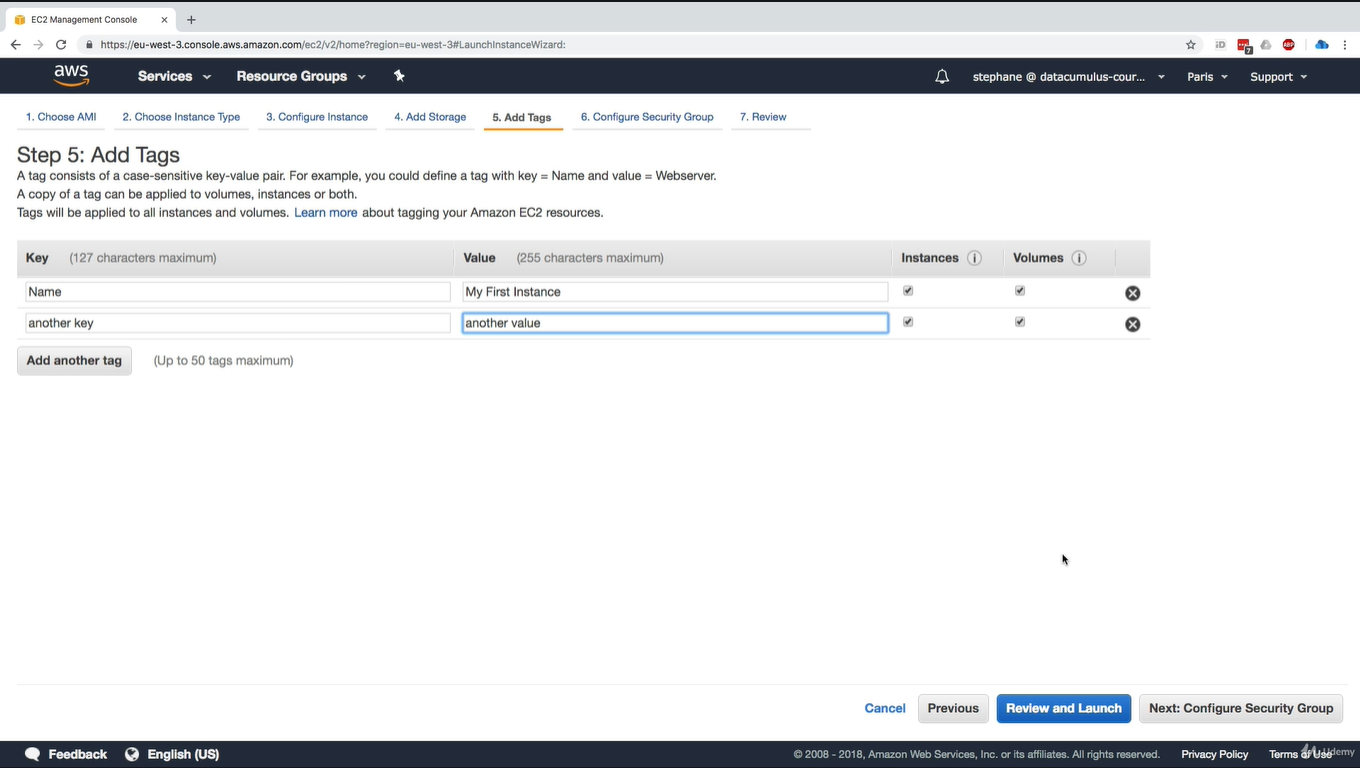 EC2 Management Console
https://eu-west-3.console.aws.amazon.com/ec2/v2/home?region=eu-west-3#LaunchInstanceWizard:
iD 7 ABP
aws Services Resource Groups stephane @ datacumulus-cour... Paris Support
1. Choose AMI 2. Choose Instance Type 3. Configure Instance 4. Add Storage 5. Add Tags 6. Configure Security Group 7. Review
Step 5: Add Tags
A tag consists of a case-sensitive key-value pair. For example, you could define a tag with key = Name and value = Webserver.
A copy of a tag can be applied to volumes, instances or both.
Tags will be applied to all instances and volumes. Learn more about tagging your Amazon EC2 resources.
Key (127 characters maximum) Value (255 characters maximum) Instances i Volumes i
Name My First Instance
another key another value
Add another tag (Up to 50 tags maximum)
Cancel Previous Review and Launch Next: Configure Security Group
Feedback English (US) © 2008 - 2018, Amazon Web Services, Inc. or its affiliates. All rights reserved. Privacy Policy Terms of Use
Udemy